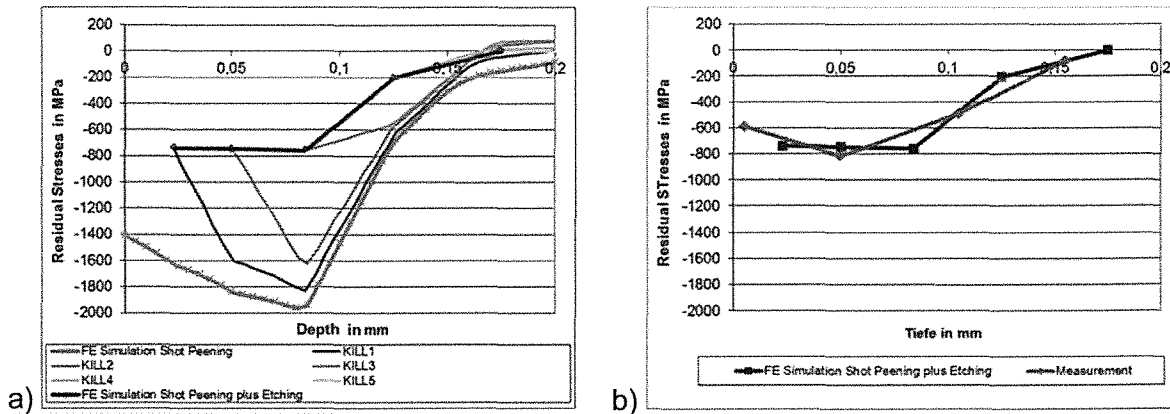 200
0
-200
-400
-600
-800
-1000
-1200
-1400
-1600
-1800
-2000
Residual Stresses in MPa
0
0,05
0,1
0,15
0,2
Depth in mm
FE Simulation Shot Peening
KILL1
KILL2
KILL3
KILL4
KILL5
FE Simulation Shot Peening plus Etching
a)
200
0
-200
-400
-600
-800
-1000
-1200
-1400
-1600
-1800
-2000
Residual STresses in MPa
0
0,05
0,1
0,15
0,2
Tiefe in mm
FE Simulation Shot Peening plus Etching
Measurement
b)